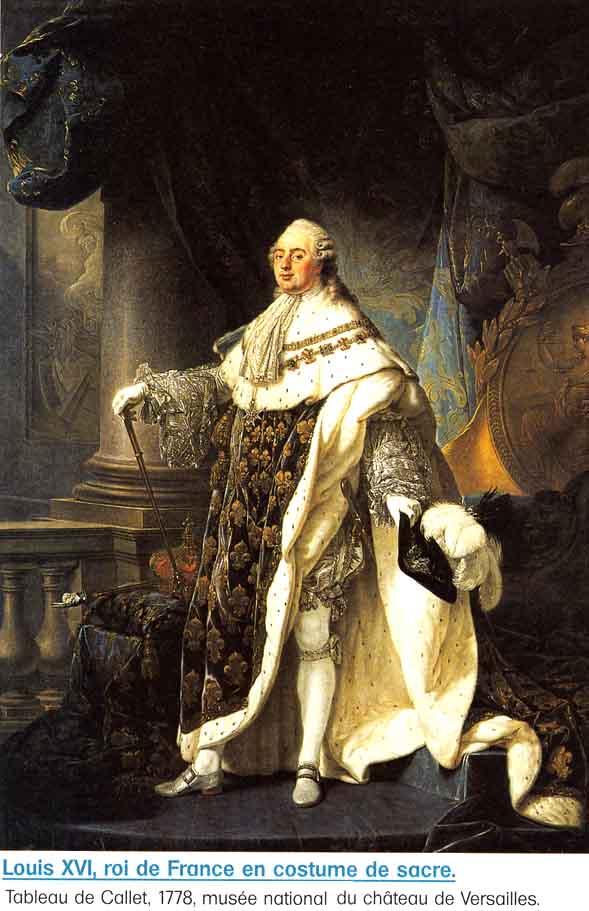 Louis XVI, roi de France en costume de sacre.
Tableau de Callet, 1778, musée national du château de Versailles.